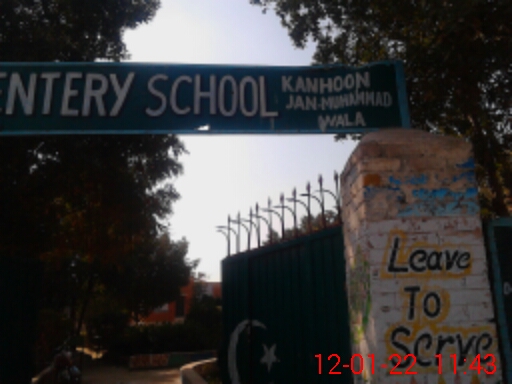 ENTERY SCHOOL KANHOON
JAN-MUHAMMAD
WALA
Leave
To
Serve
12-01-22 11:43